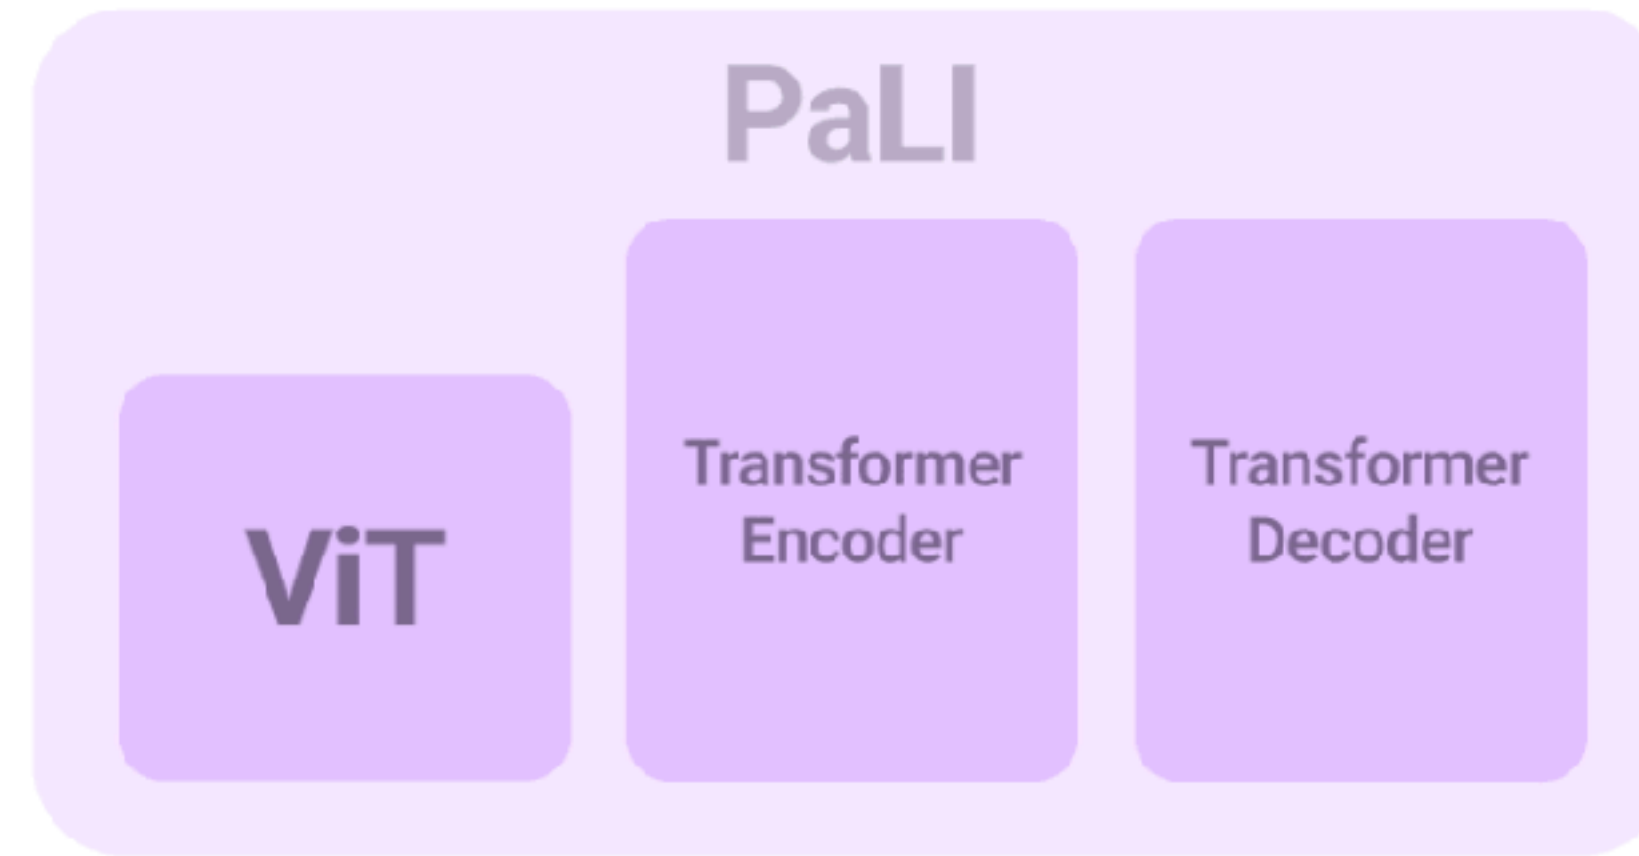 PaLI
ViT
Transformer
Encoder
Transformer
Decoder